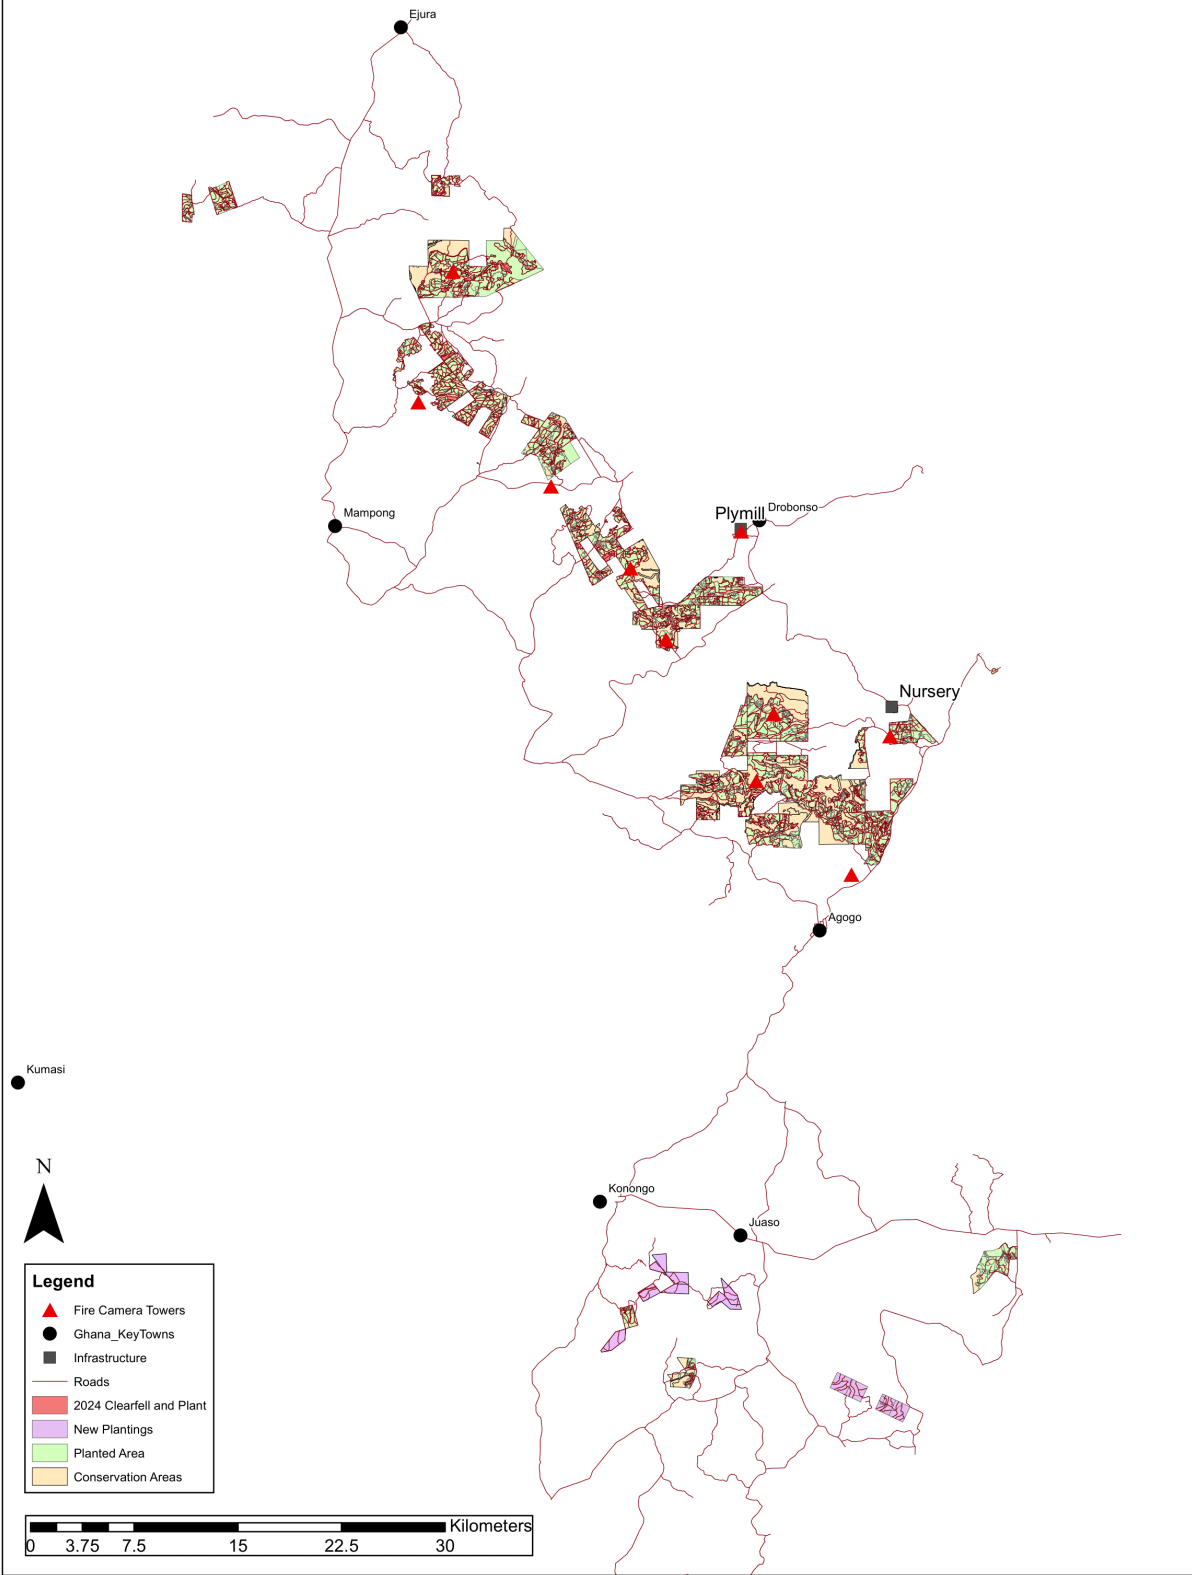 Ejura
Mampong
Plymill
Drobonso
Nursery
Agogo
Kumasi
N
Konongo
Juaso
Legend
Fire Camera Towers
Ghana_KeyTowns
Infrastructure
Roads
2024 Clearfell and Plant
New Plantings
Planted Area
Conservation Areas
Kilometers
0 3.75 7.5 15 22.5 30